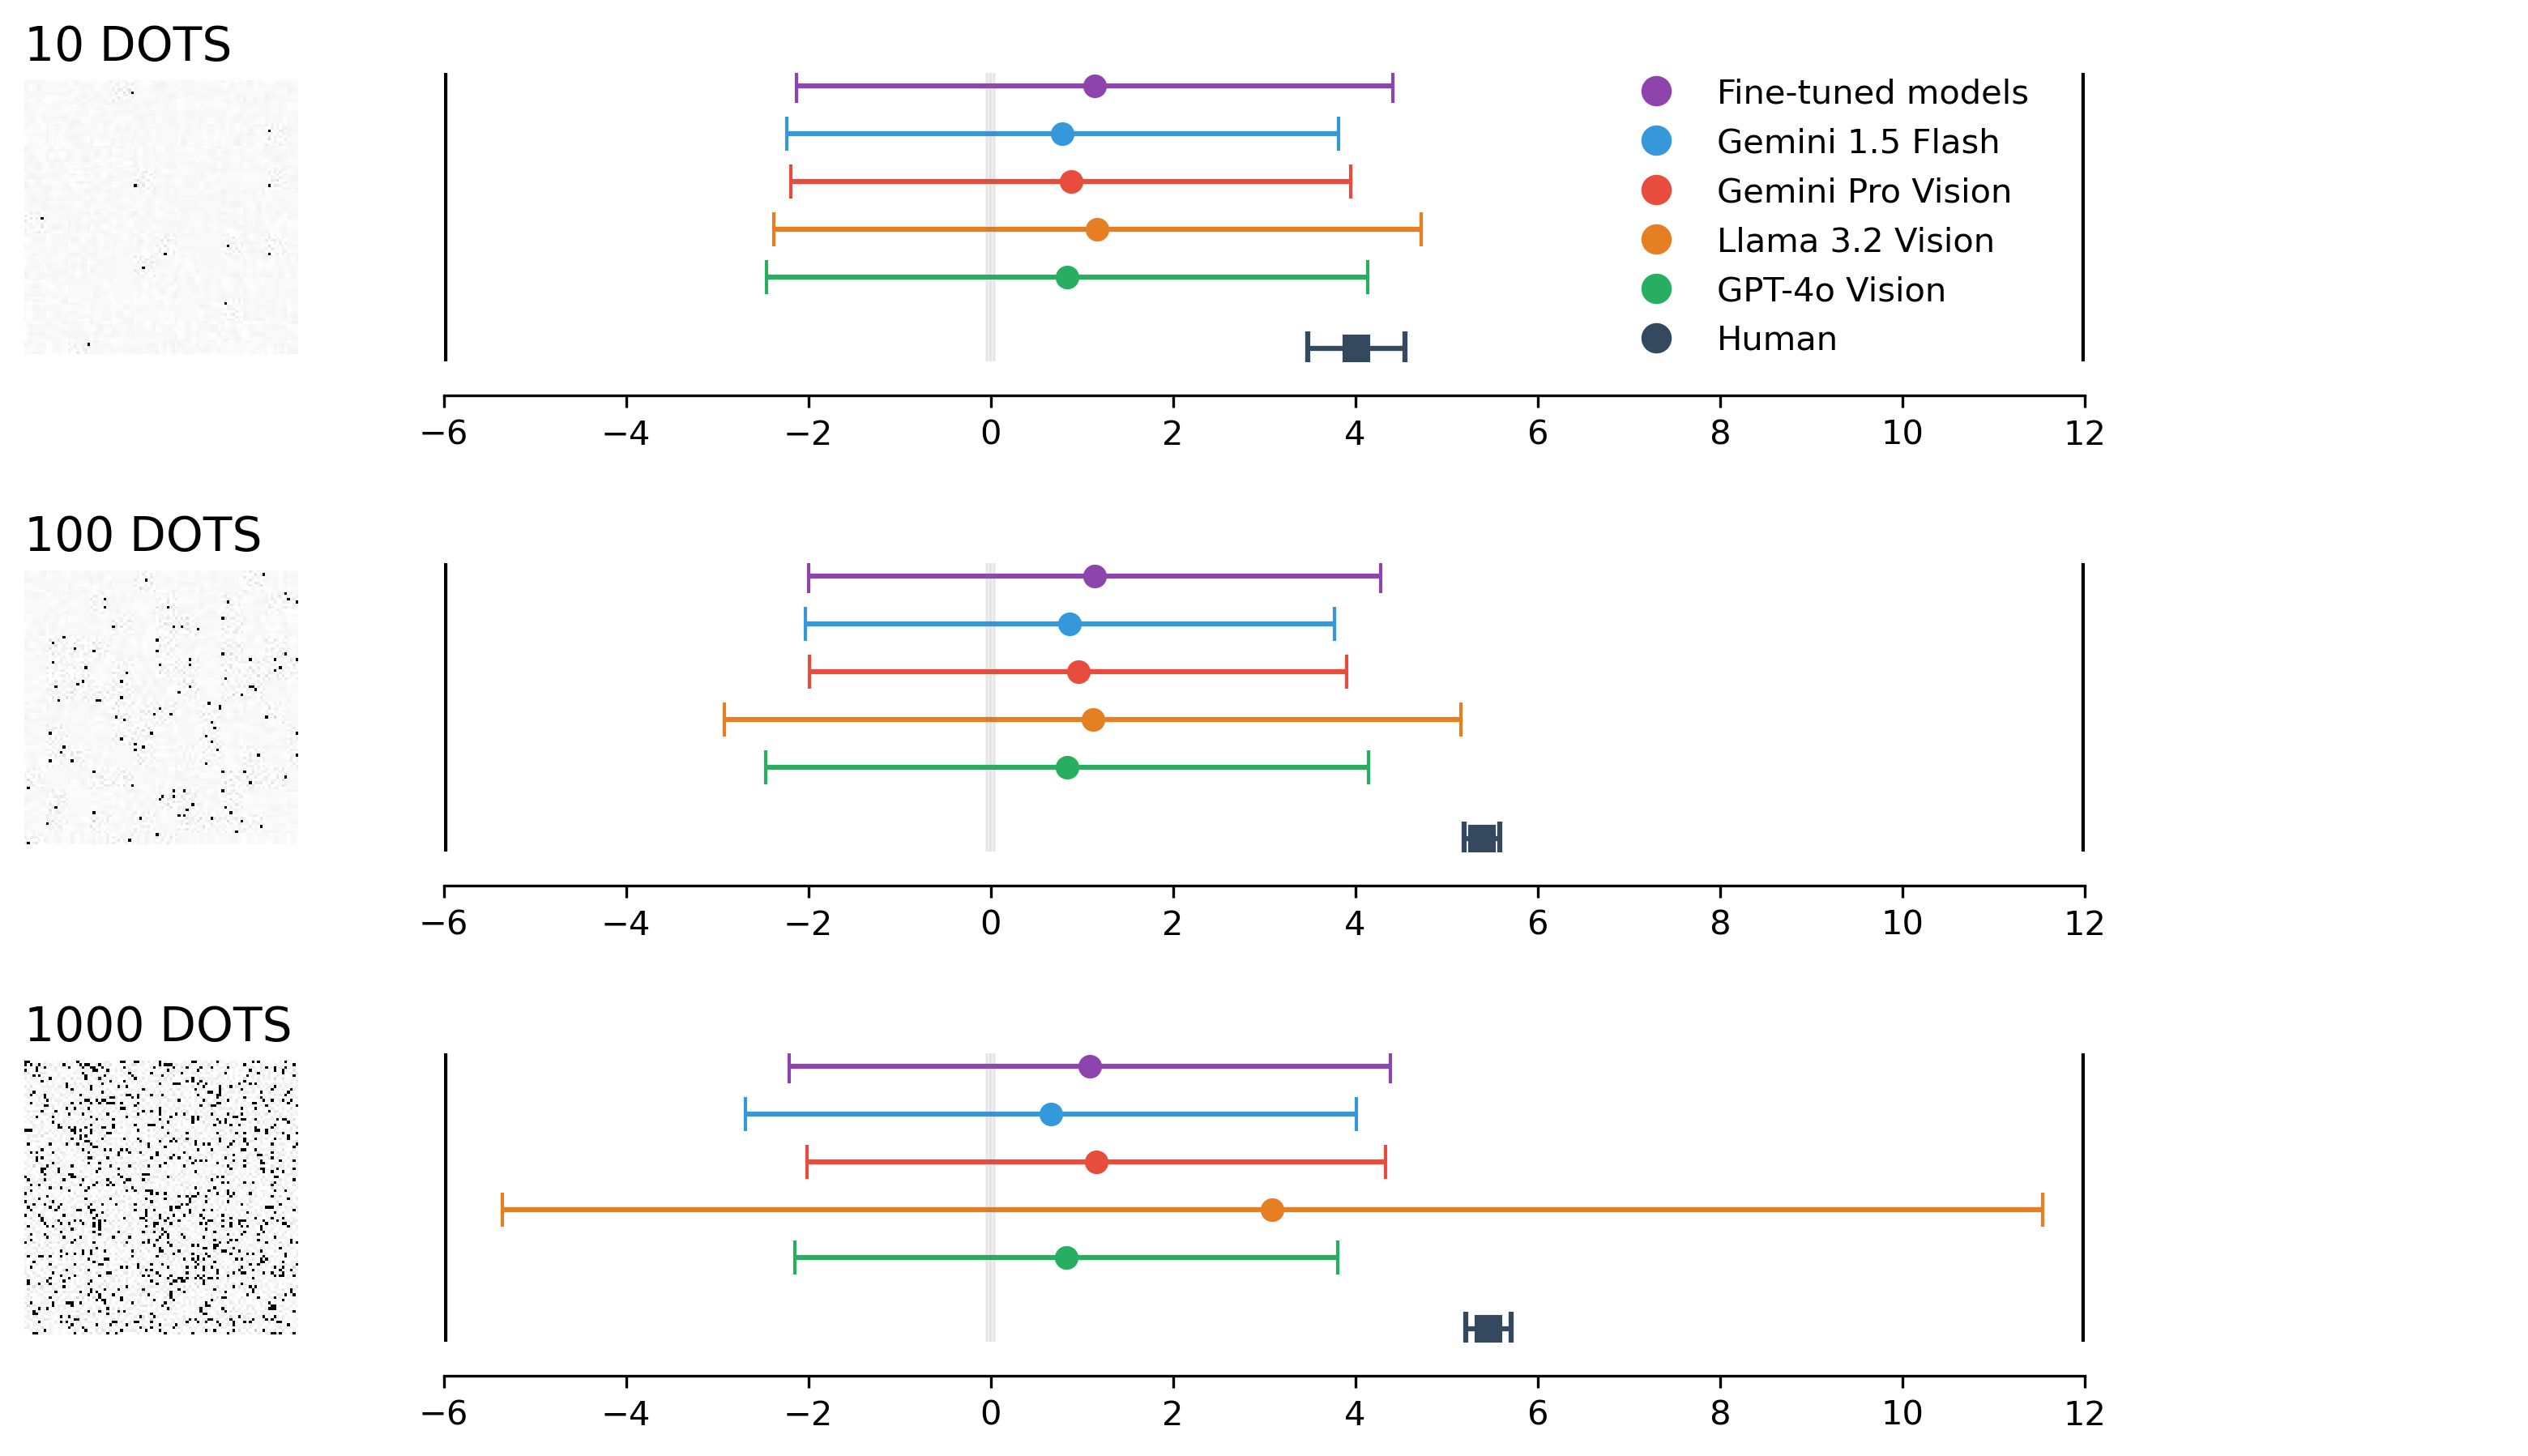 10 DOTS
Fine-tuned models
Gemini 1.5 Flash
Gemini Pro Vision
Llama 3.2 Vision
GPT-4o Vision
Human
−6 −4 −2 0 2 4 6 8 10 12
100 DOTS
−6 −4 −2 0 2 4 6 8 10 12
1000 DOTS
−6 −4 −2 0 2 4 6 8 10 12